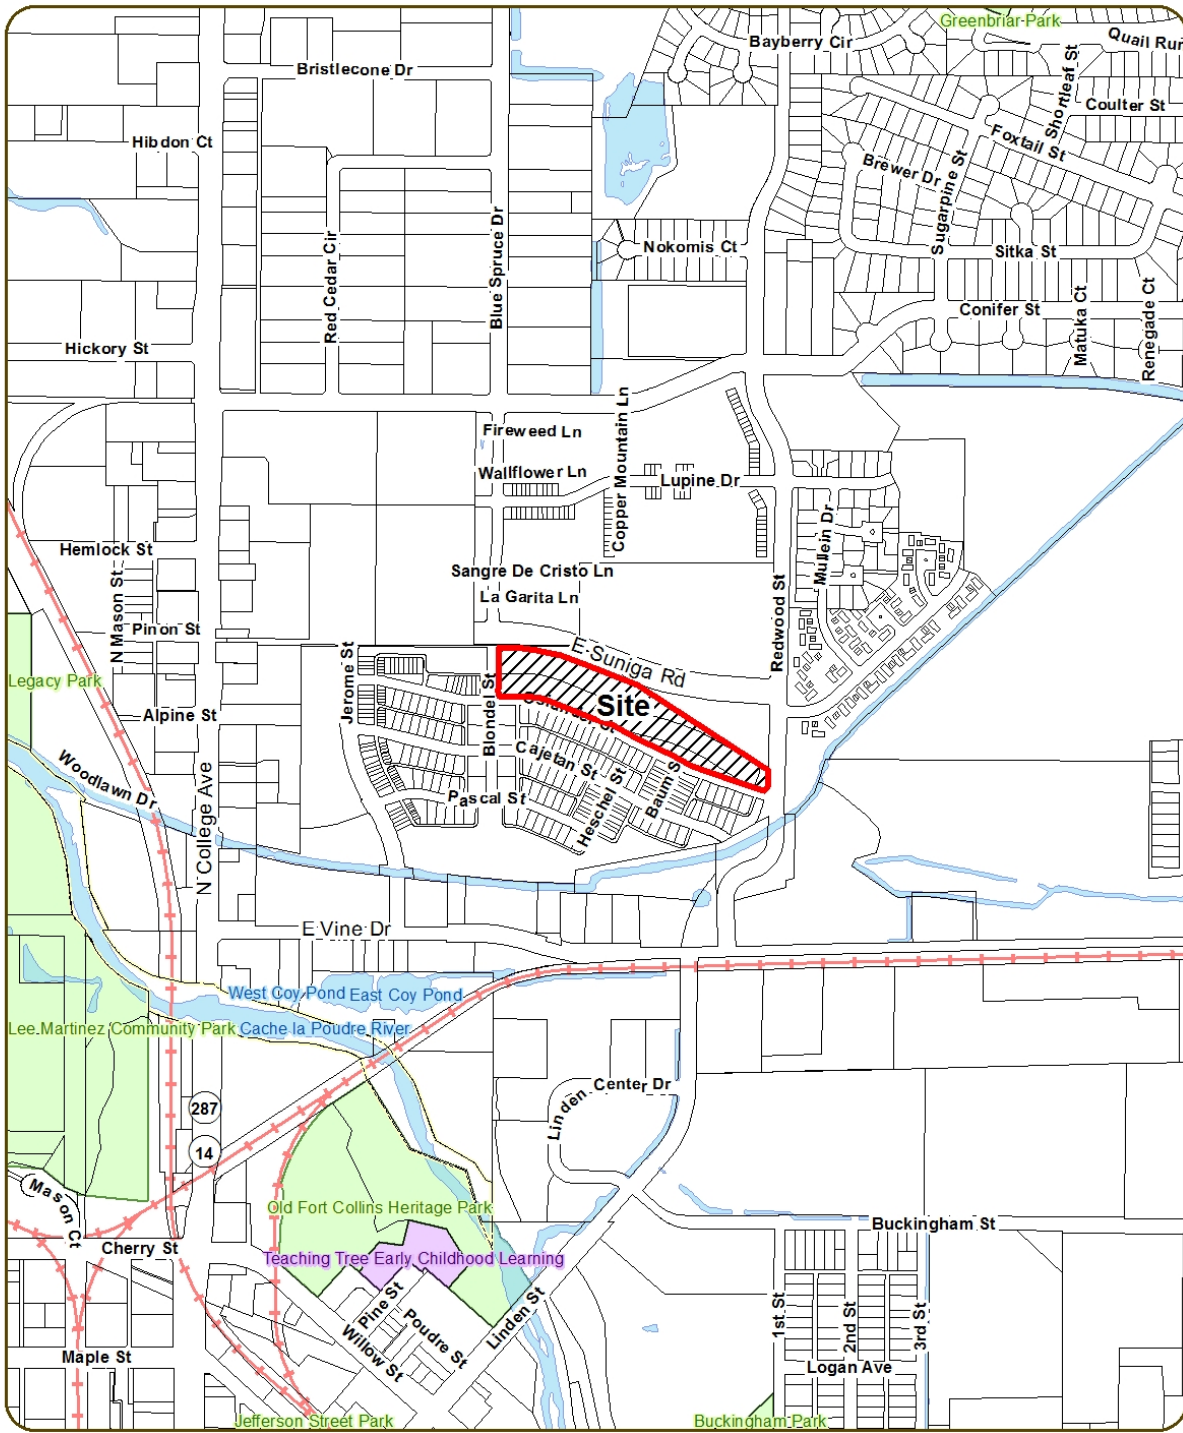 Greenbriar Park
Bayberry Cir
Quail Run
Bristlecone Dr
Shortleaf St
Coulter St
Hibdon Ct
Foxtail St
Brewer Dr
Sugarpine St
Red Cedar Cir
Blue Spruce Dr
Nokomis Ct
Sitka St
Conifer St
Matuka Ct
Renegade Ct
Hickory St
Fireweed Ln
Copper Mountain Ln
Wallflower Ln
Lupine Dr
Mullein Dr
Hemlock St
N Mason St
Sangre De Cristo Ln
La Garita Ln
Redwood St
Pinon St
Jerome St
E Suniga Rd
Legacy Park
Blondel St
Site
Alpine St
Cajetan St
Woodlawn Dr
Pascal St
Heschel St
Baum S
N College Ave
E Vine Dr
West Coy Pond
East Coy Pond
Lee Martinez Community Park
Cache la Poudre River
Linden Center Dr
287
14
Mason Ct
Old Fort Collins Heritage Park
Buckingham St
Cherry St
Teaching Tree Early Childhood Learning
Pine St
Poudre St
Linden St
Willow St
1st St
2nd St
3rd St
Maple St
Logan Ave
Jefferson Street Park
Buckingham Park